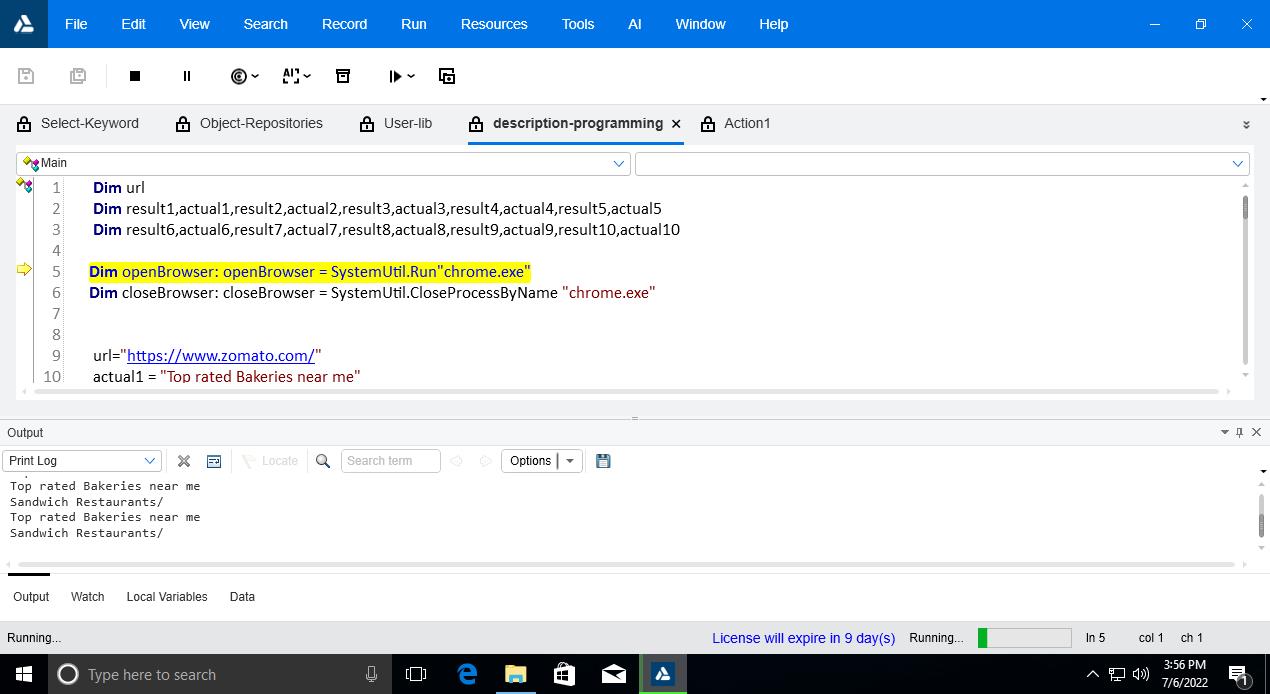 File Edit View Search Record Run Resources Tools AI Window Help
Select-Keyword Object-Repositories User-lib description-programming Action1
Main
1 Dim url
2 Dim result1,actual1,result2,actual2,result3,actual3,result4,actual4,result5,actual5
3 Dim result6,actual6,result7,actual7,result8,actual8,result9,actual9,result10,actual10
4
5 Dim openBrowser: openBrowser = SystemUtil.Run"chrome.exe"
6 Dim closeBrowser: closeBrowser = SystemUtil.CloseProcessByName "chrome.exe"
7
8
9 url="https://www.zomato.com/"
10 actual1 = "Top rated Bakeries near me"
Output
Print Log Locate Search term Options
Top rated Bakeries near me
Sandwich Restaurants/
Top rated Bakeries near me
Sandwich Restaurants/
Output Watch Local Variables Data
Running... License will expire in 9 day(s) Running... ln 5 col 1 ch 1
Type here to search
3:56 PM
7/6/2022
1